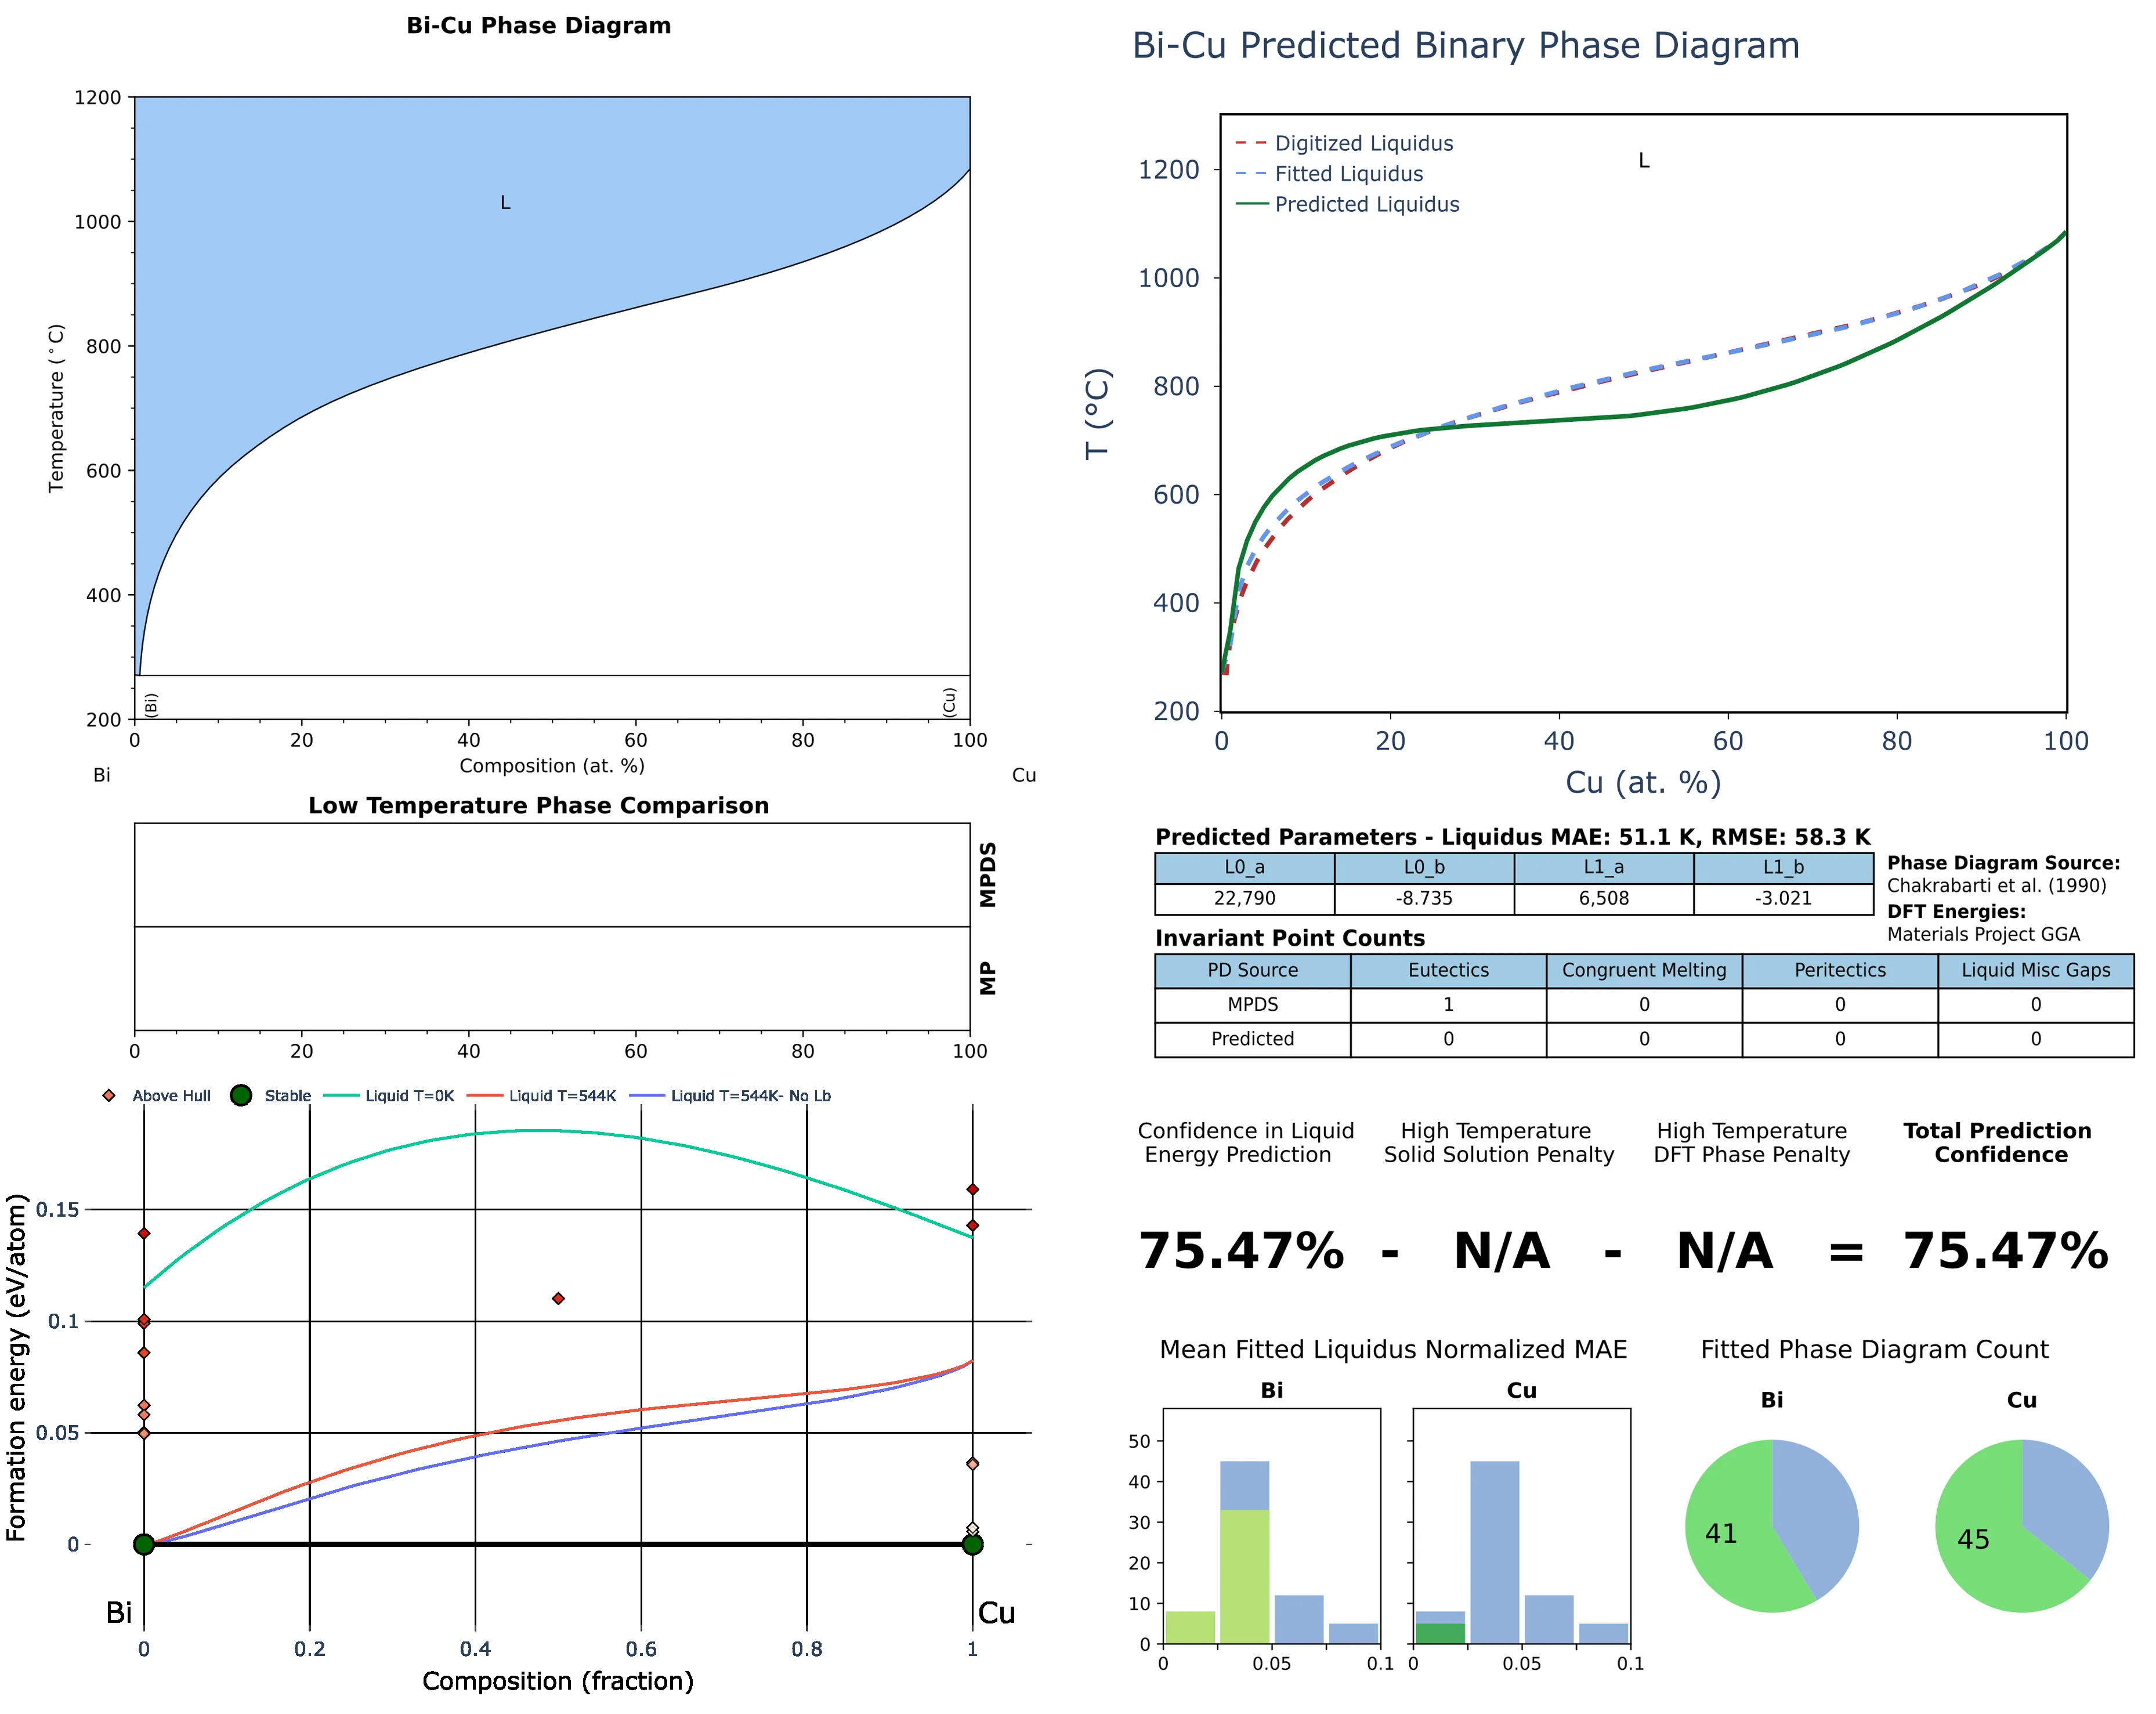 Bi-Cu Phase Diagram
1200
1000
800
600
400
200
Temperature (°C)
L
(Bi)
(Cu)
0 20 40 60 80 100
Composition (at. %)
Bi Cu
Low Temperature Phase Comparison
MPDS
MP
0 20 40 60 80 100
Above Hull Stable Liquid T=0K Liquid T=544K Liquid T=544K- No Lb
0.15
0.1
0.05
0
Formation energy (eV/atom)
Bi Cu
0 0.2 0.4 0.6 0.8 1
Composition (fraction)
Bi-Cu Predicted Binary Phase Diagram
Digitized Liquidus
Fitted Liquidus
Predicted Liquidus
L
1200
1000
800
600
400
200
T (°C)
0 20 40 60 80 100
Cu (at. %)
Predicted Parameters - Liquidus MAE: 51.1 K, RMSE: 58.3 K
L0_a L0_b L1_a L1_b
22,790 -8.735 6,508 -3.021
Phase Diagram Source:
Chakrabarti et al. (1990)
DFT Energies:
Materials Project GGA
Invariant Point Counts
PD Source Eutectics Congruent Melting Peritectics Liquid Misc Gaps
MPDS 1 0 0 0
Predicted 0 0 0 0
Confidence in Liquid
Energy Prediction
High Temperature
Solid Solution Penalty
High Temperature
DFT Phase Penalty
Total Prediction
Confidence
75.47% - N/A - N/A = 75.47%
Mean Fitted Liquidus Normalized MAE
Bi Cu
50
40
30
20
10
0
0 0.05 0.1 0 0.05 0.1
Fitted Phase Diagram Count
Bi Cu
41 45